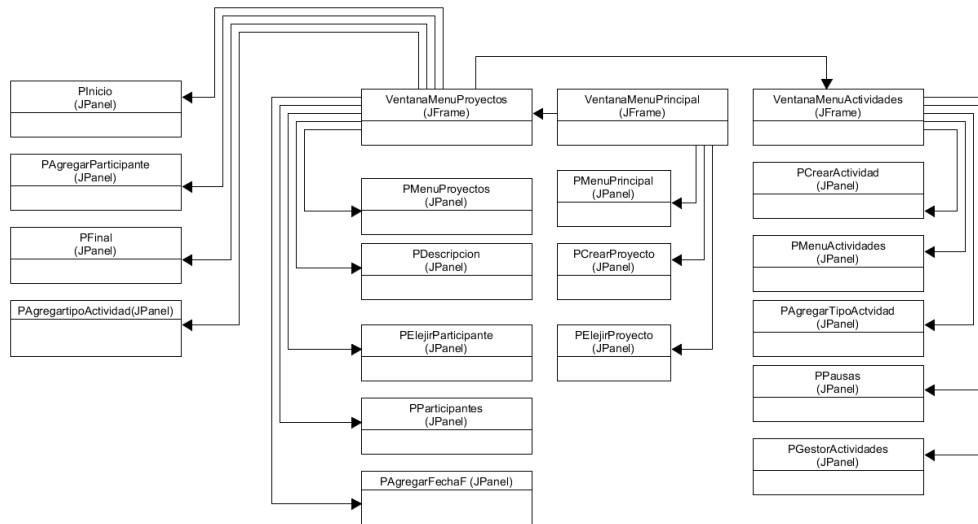 PInicio
(JPanel)
PAgregarParticipante
(JPanel)
PFinal
(JPanel)
PAgregartipoActividad(JPanel)
VentanaMenuProyectos
(JFrame)
PMenuProyectos
(JPanel)
PDescripcion
(JPanel)
PElejirParticipante
(JPanel)
PParticipantes
(JPanel)
PAgregarFechaF (JPanel)
VentanaMenuPrincipal
(JFrame)
PMenuPrincipal
(JPanel)
PCrearProyecto
(JPanel)
PElejirProyecto
(JPanel)
VentanaMenuActividades
(JFrame)
PCrearActividad
(JPanel)
PMenuActividades
(JPanel)
PAgregarTipoActvidad
(JPanel)
PPausas
(JPanel)
PGestorActividades
(JPanel)